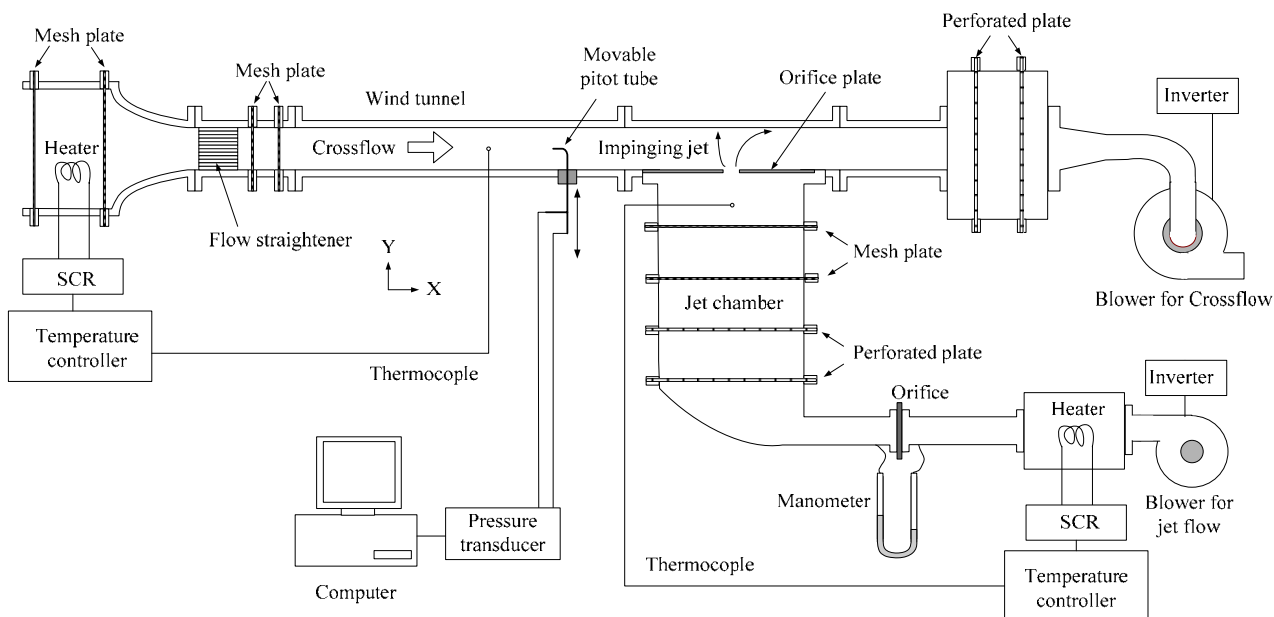 Mesh plate
Mesh plate
Movable
pitot tube
Perforated plate
Orifice plate
Wind tunnel
Inverter
Heater
Crossflow
Impinging jet
Flow straightener
Y
X
SCR
Mesh plate
Blower for Crossflow
Jet chamber
Temperature
controller
Thermocople
Perforated plate
Inverter
Orifice
Heater
Manometer
Blower for
jet flow
Pressure
transducer
SCR
Thermocople
Computer
Temperature
controller